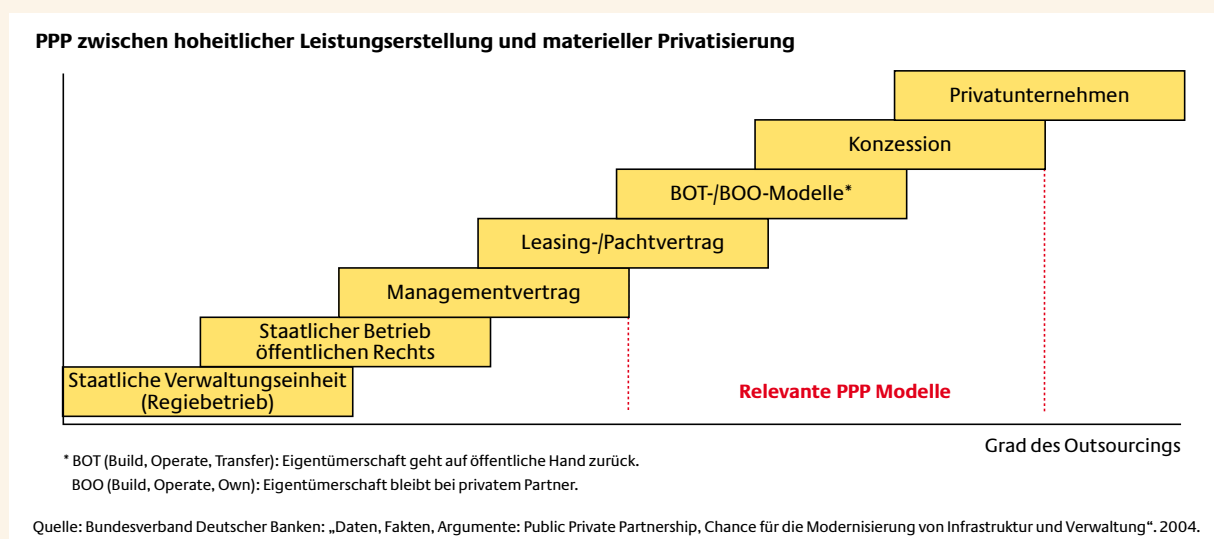 PPP zwischen hoheitlicher Leistungserstellung und materieller Privatisierung
Privatunternehmen
Konzession
BOT-/BOO-Modelle*
Leasing-/Pachtvertrag
Managementvertrag
Staatlicher Betrieb
öffentlichen Rechts
Staatliche Verwaltungseinheit
(Regiebetrieb)
Relevante PPP Modelle
Grad des Outsourcings
* BOT (Build, Operate, Transfer): Eigentümerschaft geht auf öffentliche Hand zurück.
BOO (Build, Operate, Own): Eigentümerschaft bleibt bei privatem Partner.
Quelle: Bundesverband Deutscher Banken: „Daten, Fakten, Argumente: Public Private Partnership, Chance für die Modernisierung von Infrastruktur und Verwaltung“. 2004.